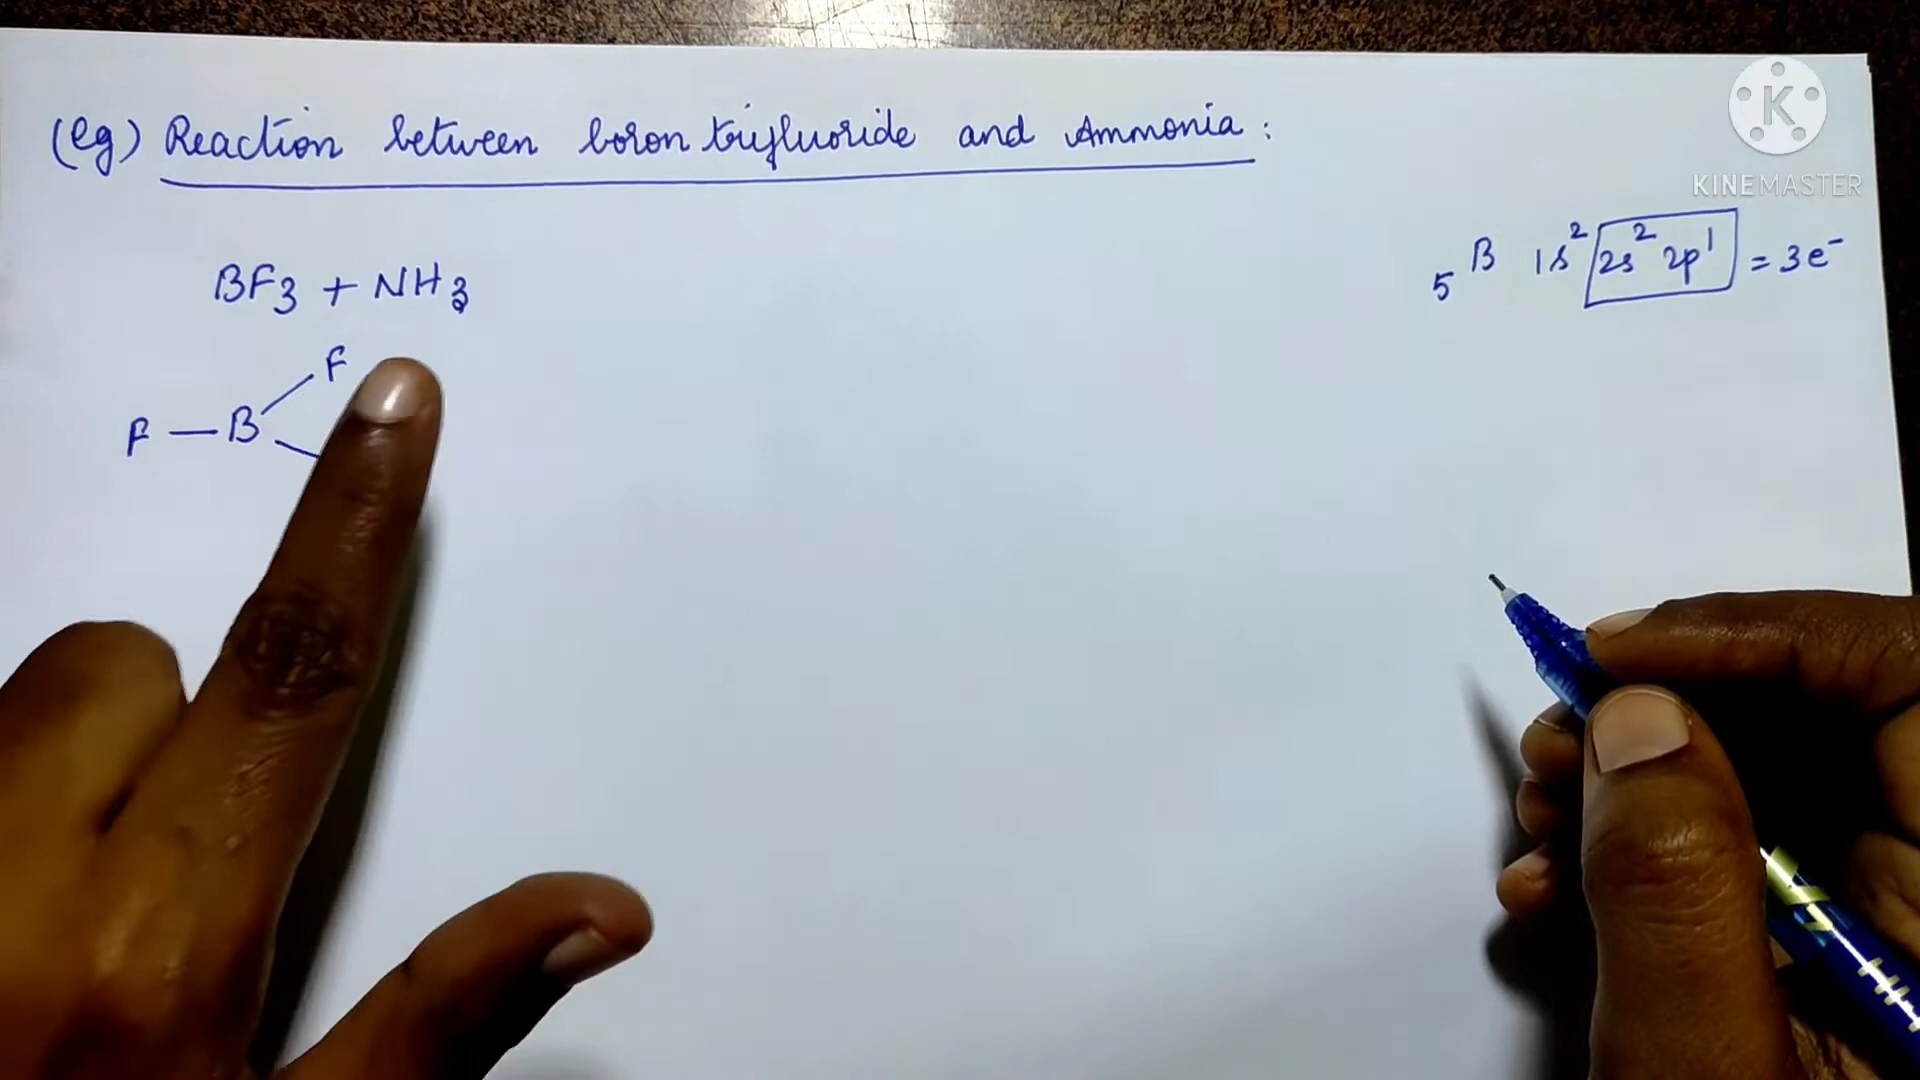 (eg) Reaction between boron trifluoride and Ammonia :
K
KINEMASTER
₅B 1s² 2s² 2p¹ = 3e⁻
BF₃ + NH₃
F
F — B